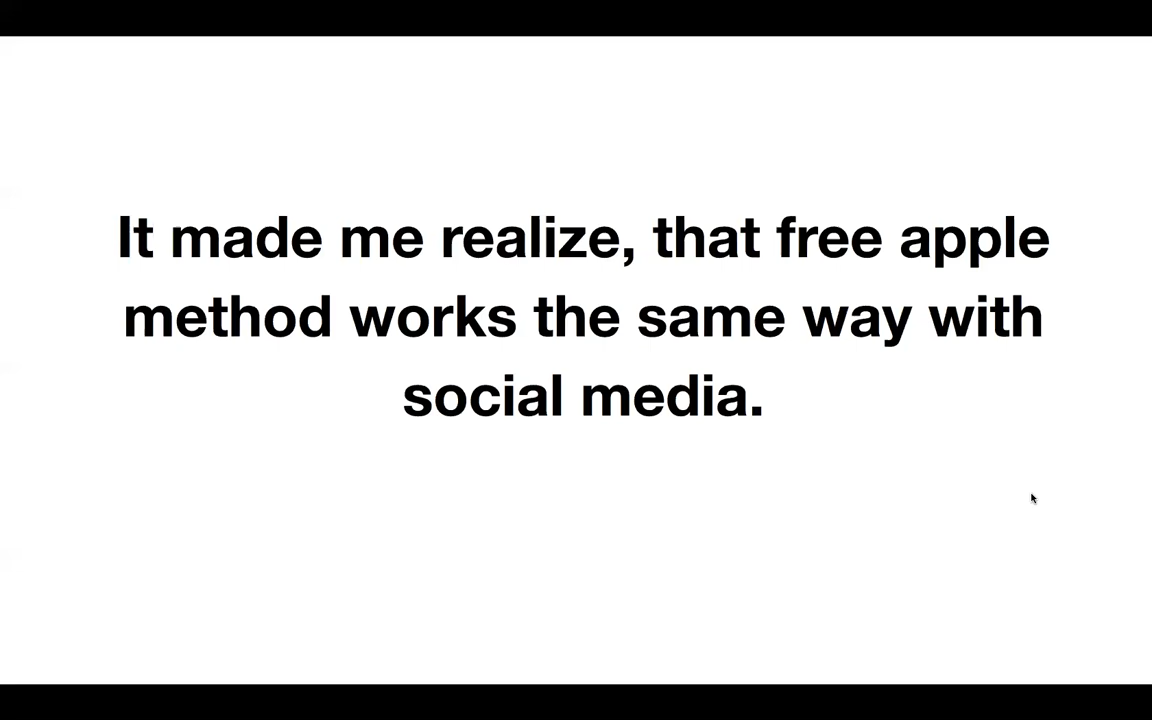 It made me realize, that free apple
method works the same way with
social media.